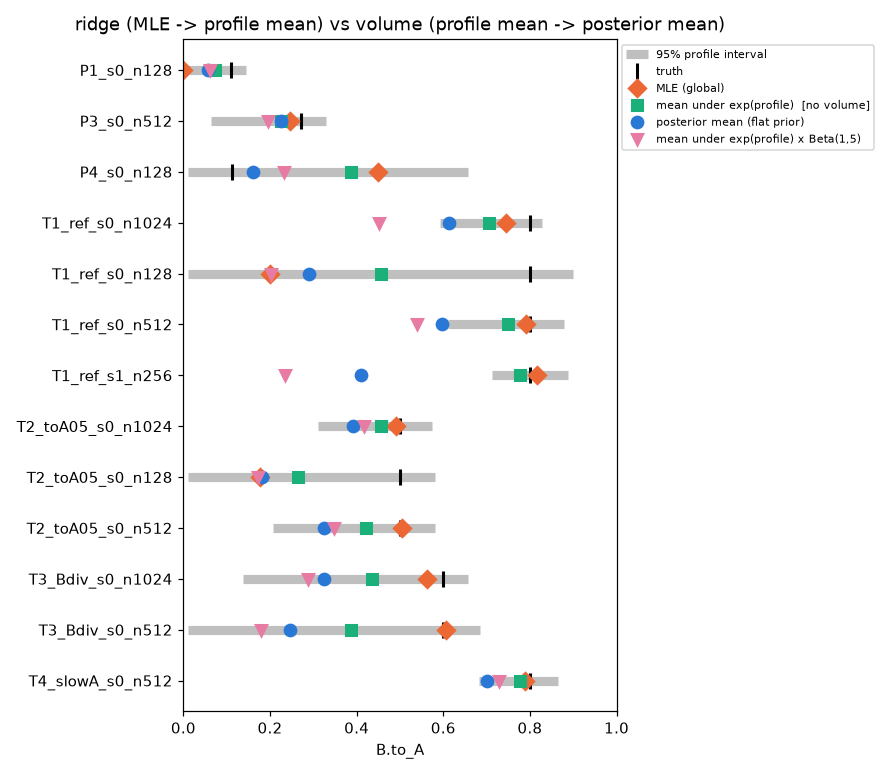 ridge (MLE -> profile mean) vs volume (profile mean -> posterior mean)
95% profile interval
truth
MLE (global)
mean under exp(profile)  [no volume]
posterior mean (flat prior)
mean under exp(profile) x Beta(1,5)
P1_s0_n128
P3_s0_n512
P4_s0_n128
T1_ref_s0_n1024
T1_ref_s0_n128
T1_ref_s0_n512
T1_ref_s1_n256
T2_toA05_s0_n1024
T2_toA05_s0_n128
T2_toA05_s0_n512
T3_Bdiv_s0_n1024
T3_Bdiv_s0_n512
T4_slowA_s0_n512
0.0 0.2 0.4 0.6 0.8 1.0
B.to_A